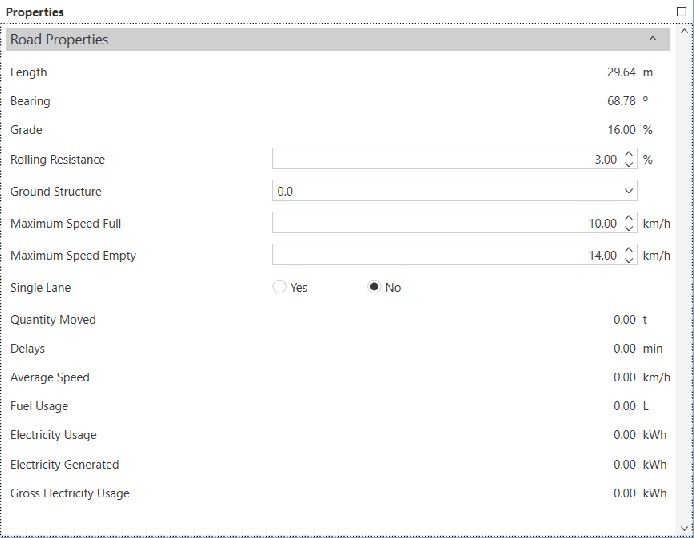 Properties
Road Properties
Length 29.64 m
Bearing 68.78 °
Grade 16.00 %
Rolling Resistance 3.00 %
Ground Structure 0.0
Maximum Speed Full 10.00 km/h
Maximum Speed Empty 14.00 km/h
Single Lane Yes No
Quantity Moved 0.00 t
Delays 0.00 min
Average Speed 0.00 km/h
Fuel Usage 0.00 L
Electricity Usage 0.00 kWh
Electricity Generated 0.00 kWh
Gross Electricity Usage 0.00 kWh